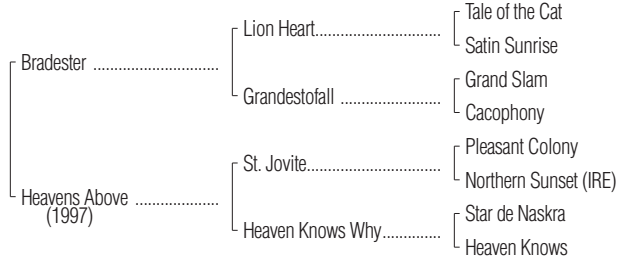 Tale of the Cat
Lion Heart..................................
Satin Sunrise
Bradester ..................................
Grand Slam
Grandestofall ...........................
Cacophony
Pleasant Colony
St. Jovite....................................
Northern Sunset (IRE)
Heavens Above ......................
(1997)
Star de Naskra
Heaven Knows Why...............
Heaven Knows